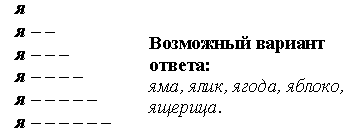 я
я – –
я – – –
я – – – –
я – – – – –
я – – – – – –
Возможный вариант
ответа:
яма, ялик, ягода, яблоко,
ящерица.